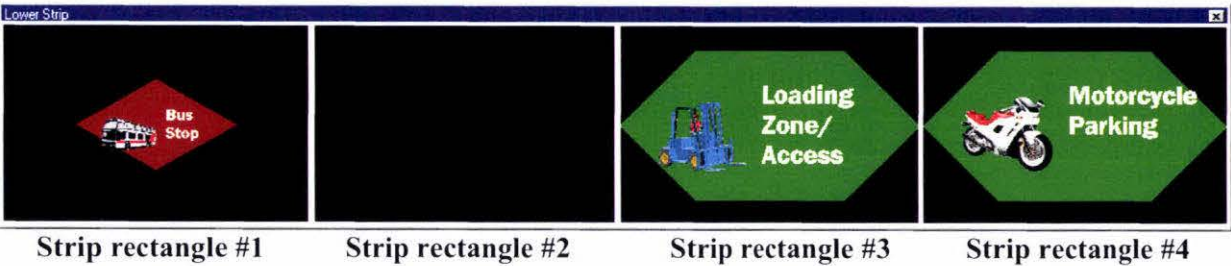 Lower Strip
Bus
Stop
Loading
Zone/
Access
Motorcycle
Parking
Strip rectangle #1
Strip rectangle #2
Strip rectangle #3
Strip rectangle #4